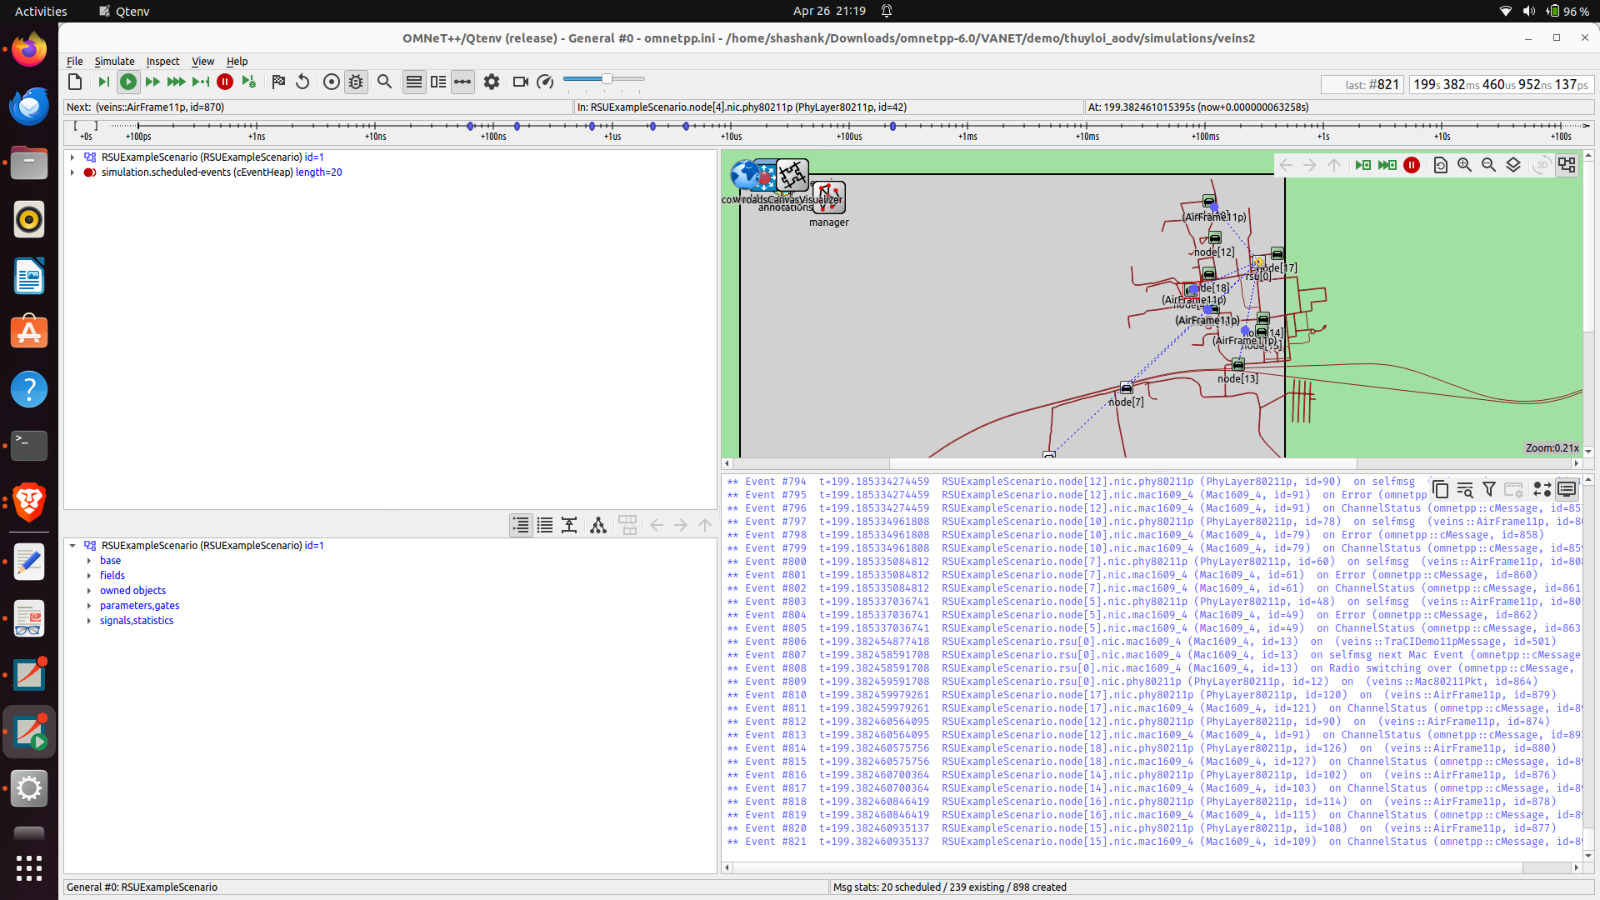 Activities
Qtenv
Apr 26 21:19
96 %
OMNeT++/Qtenv (release) - General #0 - omnetpp.ini - /home/shashank/Downloads/omnetpp-6.0/VANET/demo/thuyloi_aodv/simulations/veins2
File Simulate Inspect View Help
last: #821
199s 382ms 460us 952ns 137ps
Next: (veins::AirFrame11p, id=870)
In: RSUExampleScenario.node[4].nic.phy80211p (PhyLayer80211p, id=42)
At: 199.382461015395s (now+0.000000063258s)
+0s +100ps +1ns +10ns +100ns +1us +10us +100us +1ms +10ms +100ms +1s +10s +100s
RSUExampleScenario (RSUExampleScenario) id=1
simulation.scheduled-events (cEventHeap) length=20
annotations
manager
(AirFrame11p)
node[12]
node[17]
rsu[0]
(AirFrame11p)
(AirFrame11p)
(AirFrame11p)
node[13]
node[7]
Zoom:0.21x
RSUExampleScenario (RSUExampleScenario) id=1
base
fields
owned objects
parameters,gates
signals,statistics
** Event #794 t=199.185334274459 RSUExampleScenario.node[12].nic.phy80211p (PhyLayer80211p, id=90) on selfmsg
** Event #795 t=199.185334274459 RSUExampleScenario.node[12].nic.mac1609_4 (Mac1609_4, id=91) on Error (omnetpp
** Event #796 t=199.185334274459 RSUExampleScenario.node[12].nic.mac1609_4 (Mac1609_4, id=91) on ChannelStatus (omnetpp::cMessage, id=85
** Event #797 t=199.185334961808 RSUExampleScenario.node[10].nic.phy80211p (PhyLayer80211p, id=78) on selfmsg (veins::AirFrame11p, id=80
** Event #798 t=199.185334961808 RSUExampleScenario.node[10].nic.mac1609_4 (Mac1609_4, id=79) on Error (omnetpp::cMessage, id=858)
** Event #799 t=199.185334961808 RSUExampleScenario.node[10].nic.mac1609_4 (Mac1609_4, id=79) on ChannelStatus (omnetpp::cMessage, id=859
** Event #800 t=199.185335084812 RSUExampleScenario.node[7].nic.phy80211p (PhyLayer80211p, id=60) on selfmsg (veins::AirFrame11p, id=808
** Event #801 t=199.185335084812 RSUExampleScenario.node[7].nic.mac1609_4 (Mac1609_4, id=61) on Error (omnetpp::cMessage, id=860)
** Event #802 t=199.185335084812 RSUExampleScenario.node[7].nic.mac1609_4 (Mac1609_4, id=61) on ChannelStatus (omnetpp::cMessage, id=861
** Event #803 t=199.185337036741 RSUExampleScenario.node[5].nic.phy80211p (PhyLayer80211p, id=48) on selfmsg (veins::AirFrame11p, id=80
** Event #804 t=199.185337036741 RSUExampleScenario.node[5].nic.mac1609_4 (Mac1609_4, id=49) on Error (omnetpp::cMessage, id=862)
** Event #805 t=199.185337036741 RSUExampleScenario.node[5].nic.mac1609_4 (Mac1609_4, id=49) on ChannelStatus (omnetpp::cMessage, id=863
** Event #806 t=199.382454877418 RSUExampleScenario.rsu[0].nic.mac1609_4 (Mac1609_4, id=13) on (veins::TraCIDemo11pMessage, id=501)
** Event #807 t=199.382458591708 RSUExampleScenario.rsu[0].nic.mac1609_4 (Mac1609_4, id=13) on selfmsg next Mac Event (omnetpp::cMessage
** Event #808 t=199.382458591708 RSUExampleScenario.rsu[0].nic.mac1609_4 (Mac1609_4, id=13) on Radio switching over (omnetpp::cMessage,
** Event #809 t=199.382459591708 RSUExampleScenario.rsu[0].nic.phy80211p (PhyLayer80211p, id=12) on (veins::Mac80211Pkt, id=864)
** Event #810 t=199.382459979261 RSUExampleScenario.node[17].nic.phy80211p (PhyLayer80211p, id=120) on (veins::AirFrame11p, id=879)
** Event #811 t=199.382459979261 RSUExampleScenario.node[17].nic.mac1609_4 (Mac1609_4, id=121) on ChannelStatus (omnetpp::cMessage, id=8
** Event #812 t=199.382460564095 RSUExampleScenario.node[12].nic.phy80211p (PhyLayer80211p, id=90) on (veins::AirFrame11p, id=874)
** Event #813 t=199.382460564095 RSUExampleScenario.node[12].nic.mac1609_4 (Mac1609_4, id=91) on ChannelStatus (omnetpp::cMessage, id=89
** Event #814 t=199.382460575756 RSUExampleScenario.node[18].nic.phy80211p (PhyLayer80211p, id=126) on (veins::AirFrame11p, id=880)
** Event #815 t=199.382460575756 RSUExampleScenario.node[18].nic.mac1609_4 (Mac1609_4, id=127) on ChannelStatus (omnetpp::cMessage, id=8
** Event #816 t=199.382460700364 RSUExampleScenario.node[14].nic.phy80211p (PhyLayer80211p, id=102) on (veins::AirFrame11p, id=876)
** Event #817 t=199.382460700364 RSUExampleScenario.node[14].nic.mac1609_4 (Mac1609_4, id=103) on ChannelStatus (omnetpp::cMessage, id=8
** Event #818 t=199.382460846419 RSUExampleScenario.node[16].nic.phy80211p (PhyLayer80211p, id=114) on (veins::AirFrame11p, id=878)
** Event #819 t=199.382460846419 RSUExampleScenario.node[16].nic.mac1609_4 (Mac1609_4, id=115) on ChannelStatus (omnetpp::cMessage, id=8
** Event #820 t=199.382460935137 RSUExampleScenario.node[15].nic.phy80211p (PhyLayer80211p, id=108) on (veins::AirFrame11p, id=877)
** Event #821 t=199.382460935137 RSUExampleScenario.node[15].nic.mac1609_4 (Mac1609_4, id=109) on ChannelStatus (omnetpp::cMessage, id=8
General #0: RSUExampleScenario
Msg stats: 20 scheduled / 239 existing / 898 created